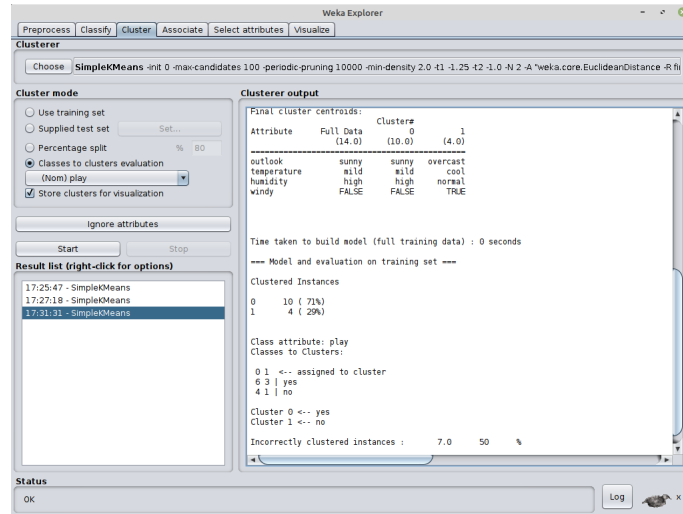 Weka Explorer
Preprocess Classify Cluster Associate Select attributes Visualize
Clusterer
Choose SimpleKMeans -init 0 -max-candidates 100 -periodic-pruning 10000 -min-density 2.0 -t1 -1.25 -t2 -1.0 -N 2 -A "weka.core.EuclideanDistance -R fi
Cluster mode
Use training set
Supplied test set Set...
Percentage split % 80
Classes to clusters evaluation
(Nom) play
Store clusters for visualization
Ignore attributes
Start Stop
Result list (right-click for options)
17:25:47 - SimpleKMeans
17:27:18 - SimpleKMeans
17:31:31 - SimpleKMeans
Clusterer output
Final cluster centroids:
Cluster#
Attribute Full Data 0 1
(14.0) (10.0) (4.0)
==================================================
outlook sunny sunny overcast
temperature mild mild cool
humidity high high normal
windy FALSE FALSE TRUE
Time taken to build model (full training data) : 0 seconds
=== Model and evaluation on training set ===
Clustered Instances
0 10 ( 71%)
1 4 ( 29%)
Class attribute: play
Classes to Clusters:
0 1 <-- assigned to cluster
6 3 | yes
4 1 | no
Cluster 0 <-- yes
Cluster 1 <-- no
Incorrectly clustered instances : 7.0 50 %
Status
OK
Log x